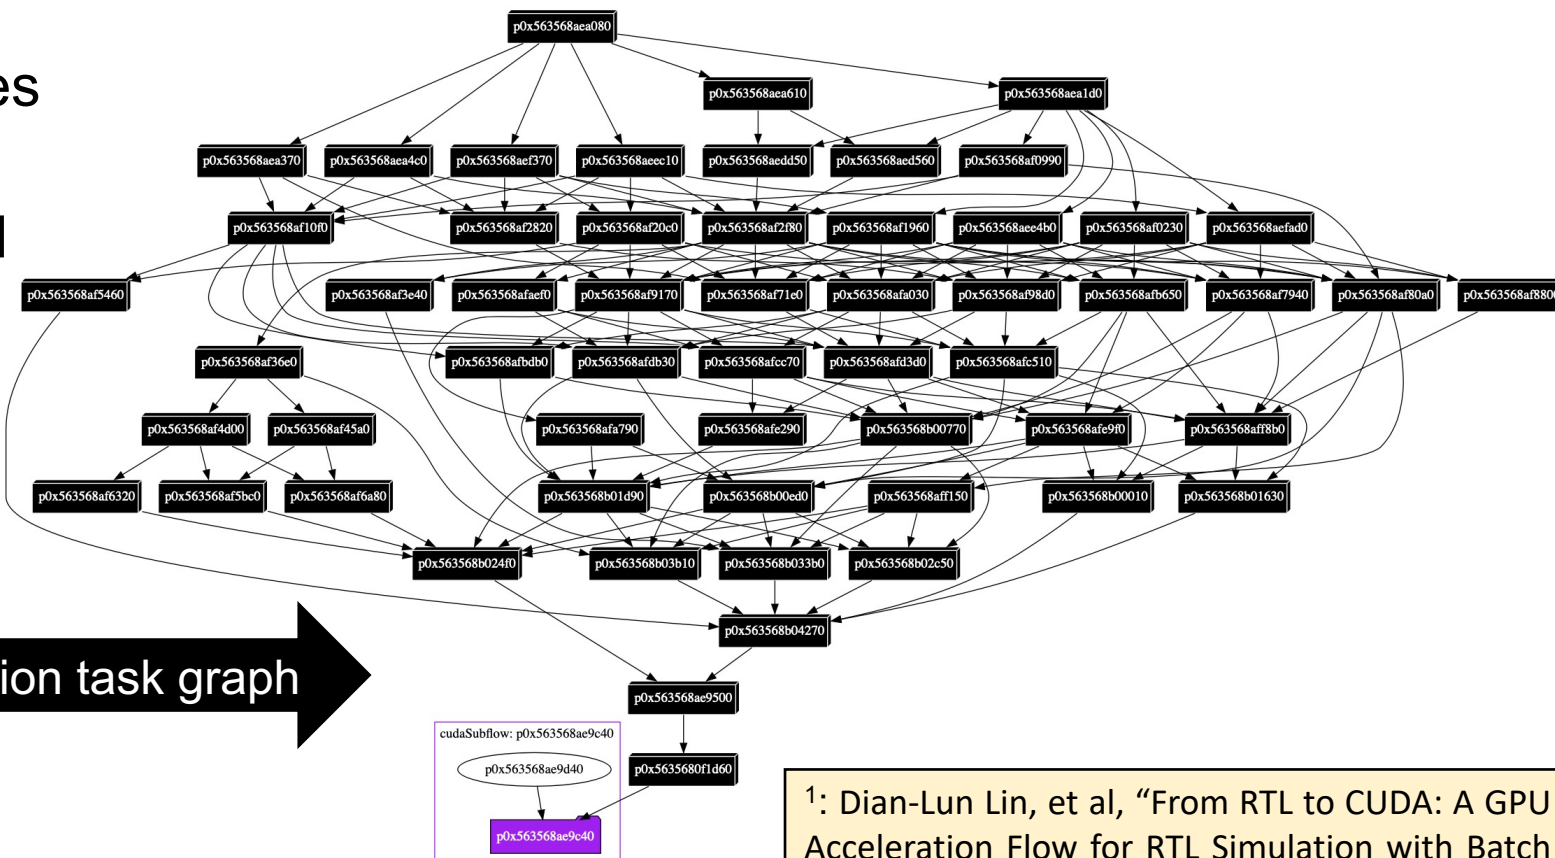 p0x563568aea080
es
p0x563568aea610
p0x563568aea1d0
p0x563568aea370
p0x563568aea4c0
p0x563568aef370
p0x563568aeec10
p0x563568aedd50
p0x563568aed560
p0x563568af0990
p0x563568af10f0
p0x563568af2820
p0x563568af20c0
p0x563568af2f80
p0x563568af1960
p0x563568aee4b0
p0x563568af0230
p0x563568aefad0
p0x563568af5460
p0x563568af3e40
p0x563568afaef0
p0x563568af9170
p0x563568af71e0
p0x563568afa030
p0x563568af98d0
p0x563568afb650
p0x563568af7940
p0x563568af80a0
p0x563568af880
p0x563568af36e0
p0x563568afbdb0
p0x563568afdb30
p0x563568afcc70
p0x563568afd3d0
p0x563568afc510
p0x563568af4d00
p0x563568af45a0
p0x563568afa790
p0x563568afe290
p0x563568b00770
p0x563568afe9f0
p0x563568aff8b0
p0x563568af6320
p0x563568af5bc0
p0x563568af6a80
p0x563568b01d90
p0x563568b00ed0
p0x563568aff150
p0x563568b00010
p0x563568b01630
p0x563568b024f0
p0x563568b03b10
p0x563568b033b0
p0x563568b02c50
p0x563568b04270
ion task graph
p0x563568ae9500
cudaSubflow: p0x563568ae9c40
p0x563568ae9d40
p0x5635680f1d60
p0x563568ae9c40
¹: Dian-Lun Lin, et al, “From RTL to CUDA: A GPU
Acceleration Flow for RTL Simulation with Batch